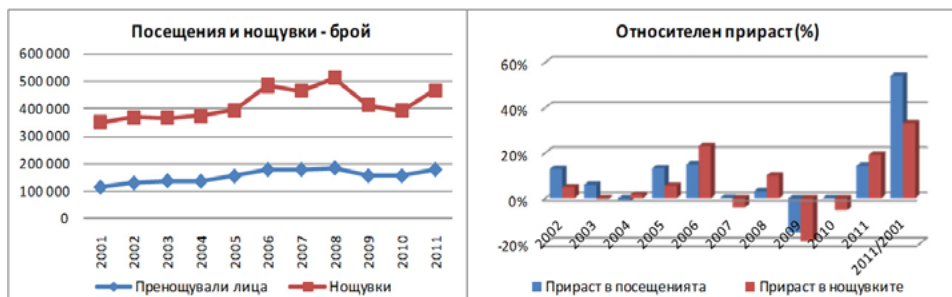 Посещения и нощувки - брой
600 000
500 000
400 000
300 000
200 000
100 000
0
2001 2002 2003 2004 2005 2006 2007 2008 2009 2010 2011
Пренощували лица Нощувки
Относителен прираст (%)
60%
40%
20%
0%
-20%
2002 2003 2004 2005 2006 2007 2008 2009 2010 2011 2011/2001
Прираст в посещенията Прираст в нощувките